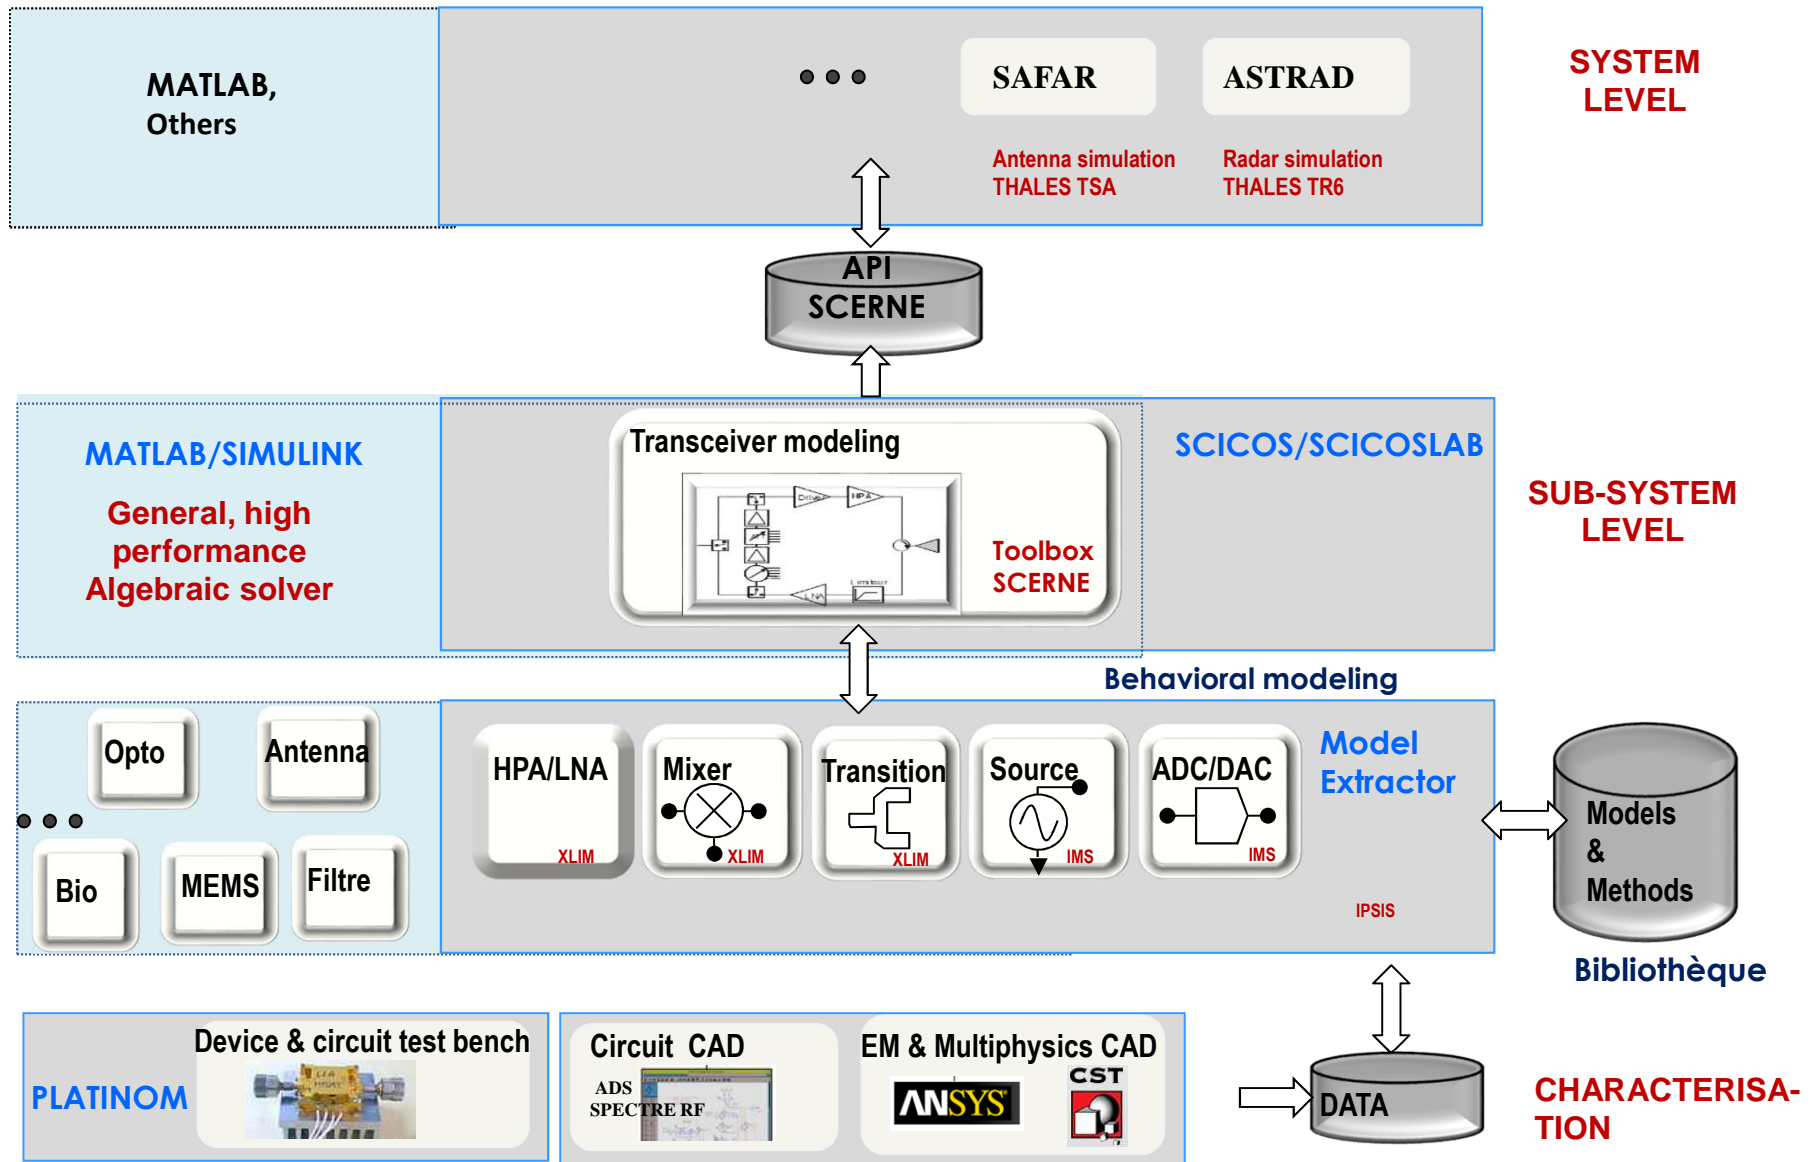 MATLAB,
Others
SAFAR
ASTRAD
Antenna simulation
THALES TSA
Radar simulation
THALES TR6
SYSTEM
LEVEL
API
SCERNE
MATLAB/SIMULINK
General, high
performance
Algebraic solver
Transceiver modeling
Driver
HPA
LNA
Toolbox
SCERNE
SCICOS/SCICOSLAB
SUB-SYSTEM
LEVEL
Behavioral modeling
Opto
Antenna
Bio
MEMS
Filtre
HPA/LNA
XLIM
Mixer
XLIM
Transition
XLIM
Source
IMS
ADC/DAC
IMS
Model
Extractor
IPSIS
Models
&
Methods
Bibliothèque
PLATINOM
Device & circuit test bench
Circuit CAD
ADS
SPECTRE RF
EM & Multiphysics CAD
ANSYS
CST
DATA
CHARACTERISA-
TION